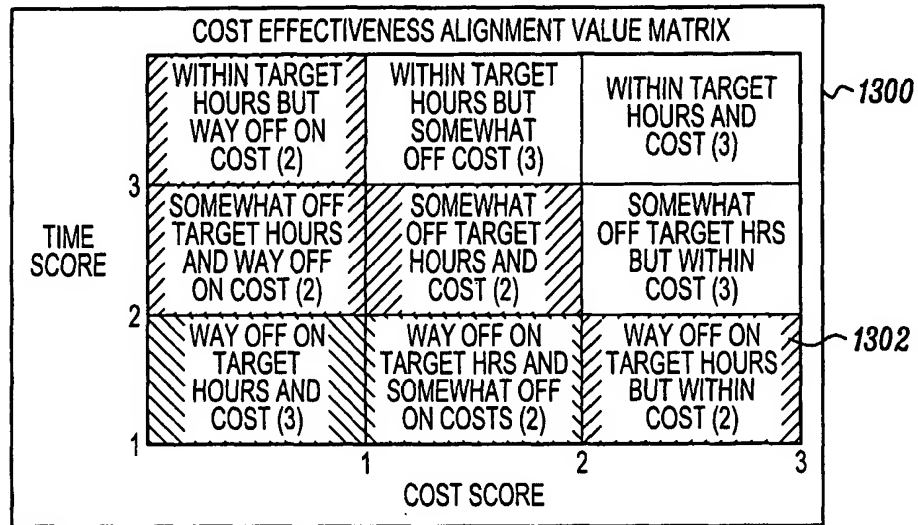 COST EFFECTIVENESS ALIGNMENT VALUE MATRIX
WITHIN TARGET
HOURS BUT
WAY OFF ON
COST (2)
WITHIN TARGET
HOURS BUT
SOMEWHAT
OFF COST (3)
WITHIN TARGET
HOURS AND
COST (3)
1300
3
SOMEWHAT OFF
TARGET HOURS
AND WAY OFF
ON COST (2)
SOMEWHAT
OFF TARGET
HOURS AND
COST (2)
SOMEWHAT
OFF TARGET HRS
BUT WITHIN
COST (3)
TIME
SCORE
2
WAY OFF ON
TARGET
HOURS AND
COST (3)
WAY OFF ON
TARGET HRS AND
SOMEWHAT OFF
ON COSTS (2)
WAY OFF ON
TARGET HOURS
BUT WITHIN
COST (2)
1302
1
1
2
3
COST SCORE